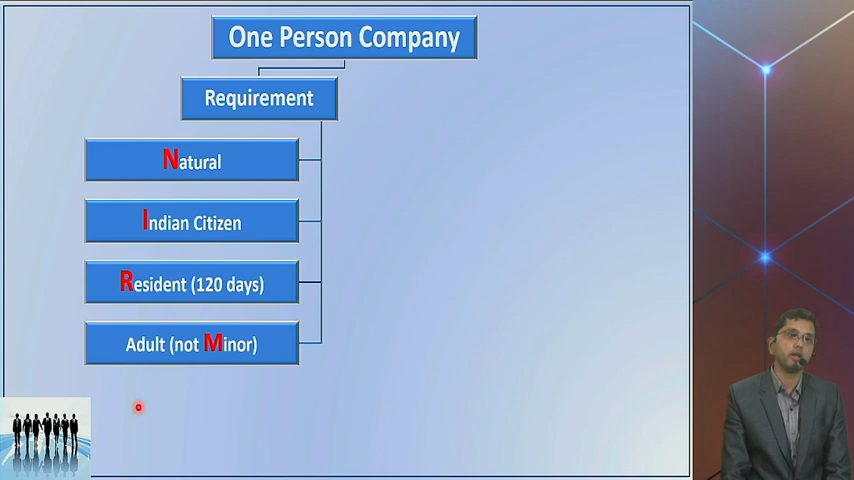 One Person Company
Requirement
Natural
Indian Citizen
Resident (120 days)
Adult (not Minor)